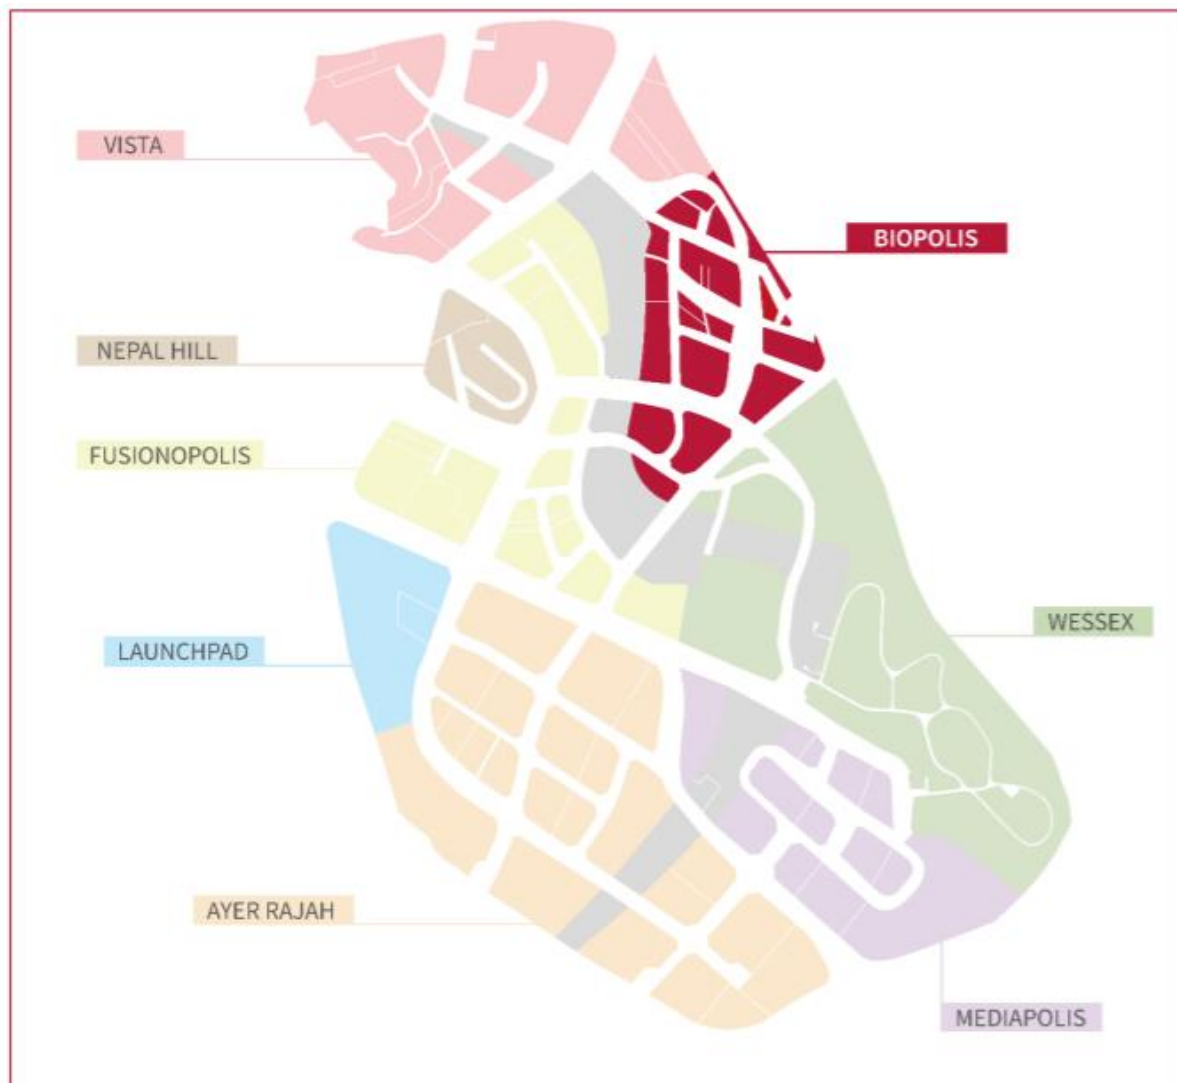 VISTA
BIOPOLIS
NEPAL HILL
FUSIONOPOLIS
WESSEX
LAUNCHPAD
AYER RAJAH
MEDIAPOLIS